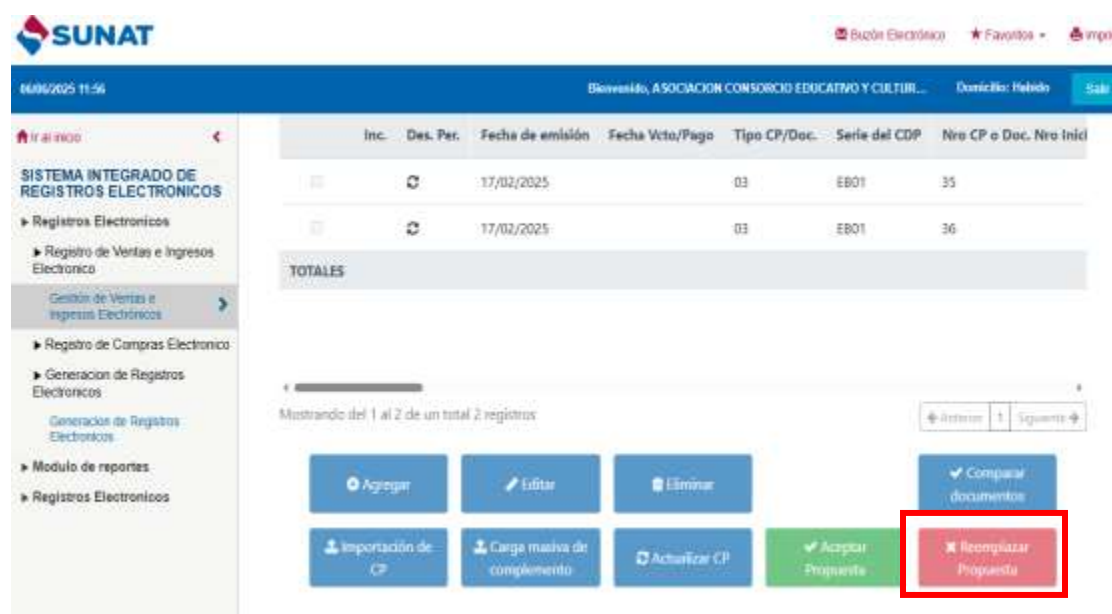 SUNAT
Buzón Electrónico Favoritos
06/06/2025 11:56 Bienvenido, ASOCIACION CONSORCIO EDUCATIVO Y CULTUR... Domicilio: Habido
Ir al inicio
Inc. Des. Per. Fecha de emisión Fecha Vcto/Pago Tipo CP/Doc. Serie del CDP Nro CP o Doc. Nro Inici
SISTEMA INTEGRADO DE
REGISTROS ELECTRONICOS
17/02/2025 03 EB01 35
Registros Electronicos
17/02/2025 03 EB01 36
Registro de Ventas e Ingresos
Electronico
TOTALES
Gestión de Ventas e
Ingresos Electrónicos
Registro de Compras Electronico
Generacion de Registros
Electronicos
Generacion de Registros
Electronicos
Modulo de reportes
Registros Electronicos
Mostrando del 1 al 2 de un total 2 registros
Anterior 1 Siguiente
Agregar Editar Eliminar Comparar
documentos
Importación de
CP
Carga masiva de
complemento
Actualizar CP
Aceptar
Propuesta
Reemplazar
Propuesta